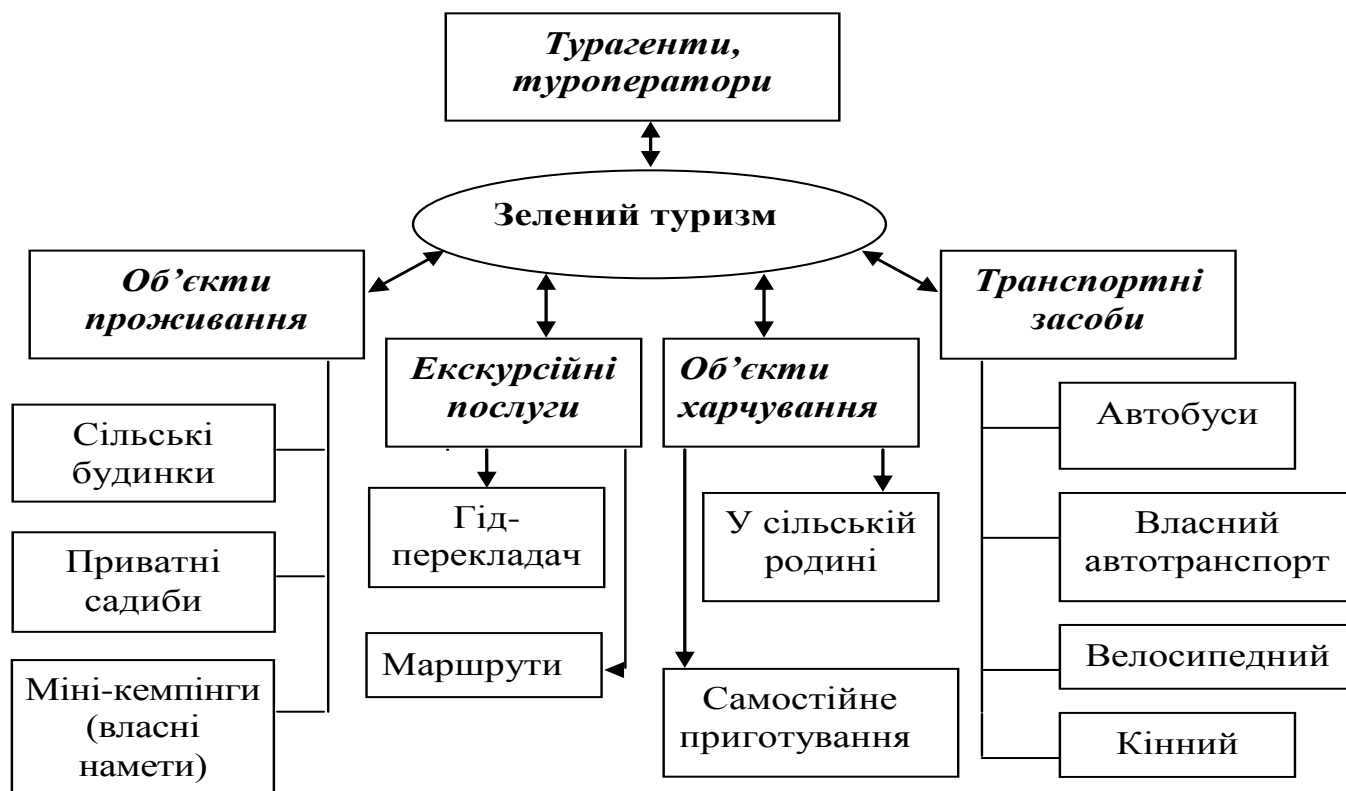 Турагенти,
туроператори
Зелений туризм
Об’єкти
проживання
Транспортні
засоби
Екскурсійні
послуги
Об’єкти
харчування
Сільські
будинки
Приватні
садиби
Міні-кемпінги
(власні
намети)
Гід-
перекладач
Маршрути
У сільській
родині
Самостійне
приготування
Автобуси
Власний
автотранспорт
Велосипедний
Кінний